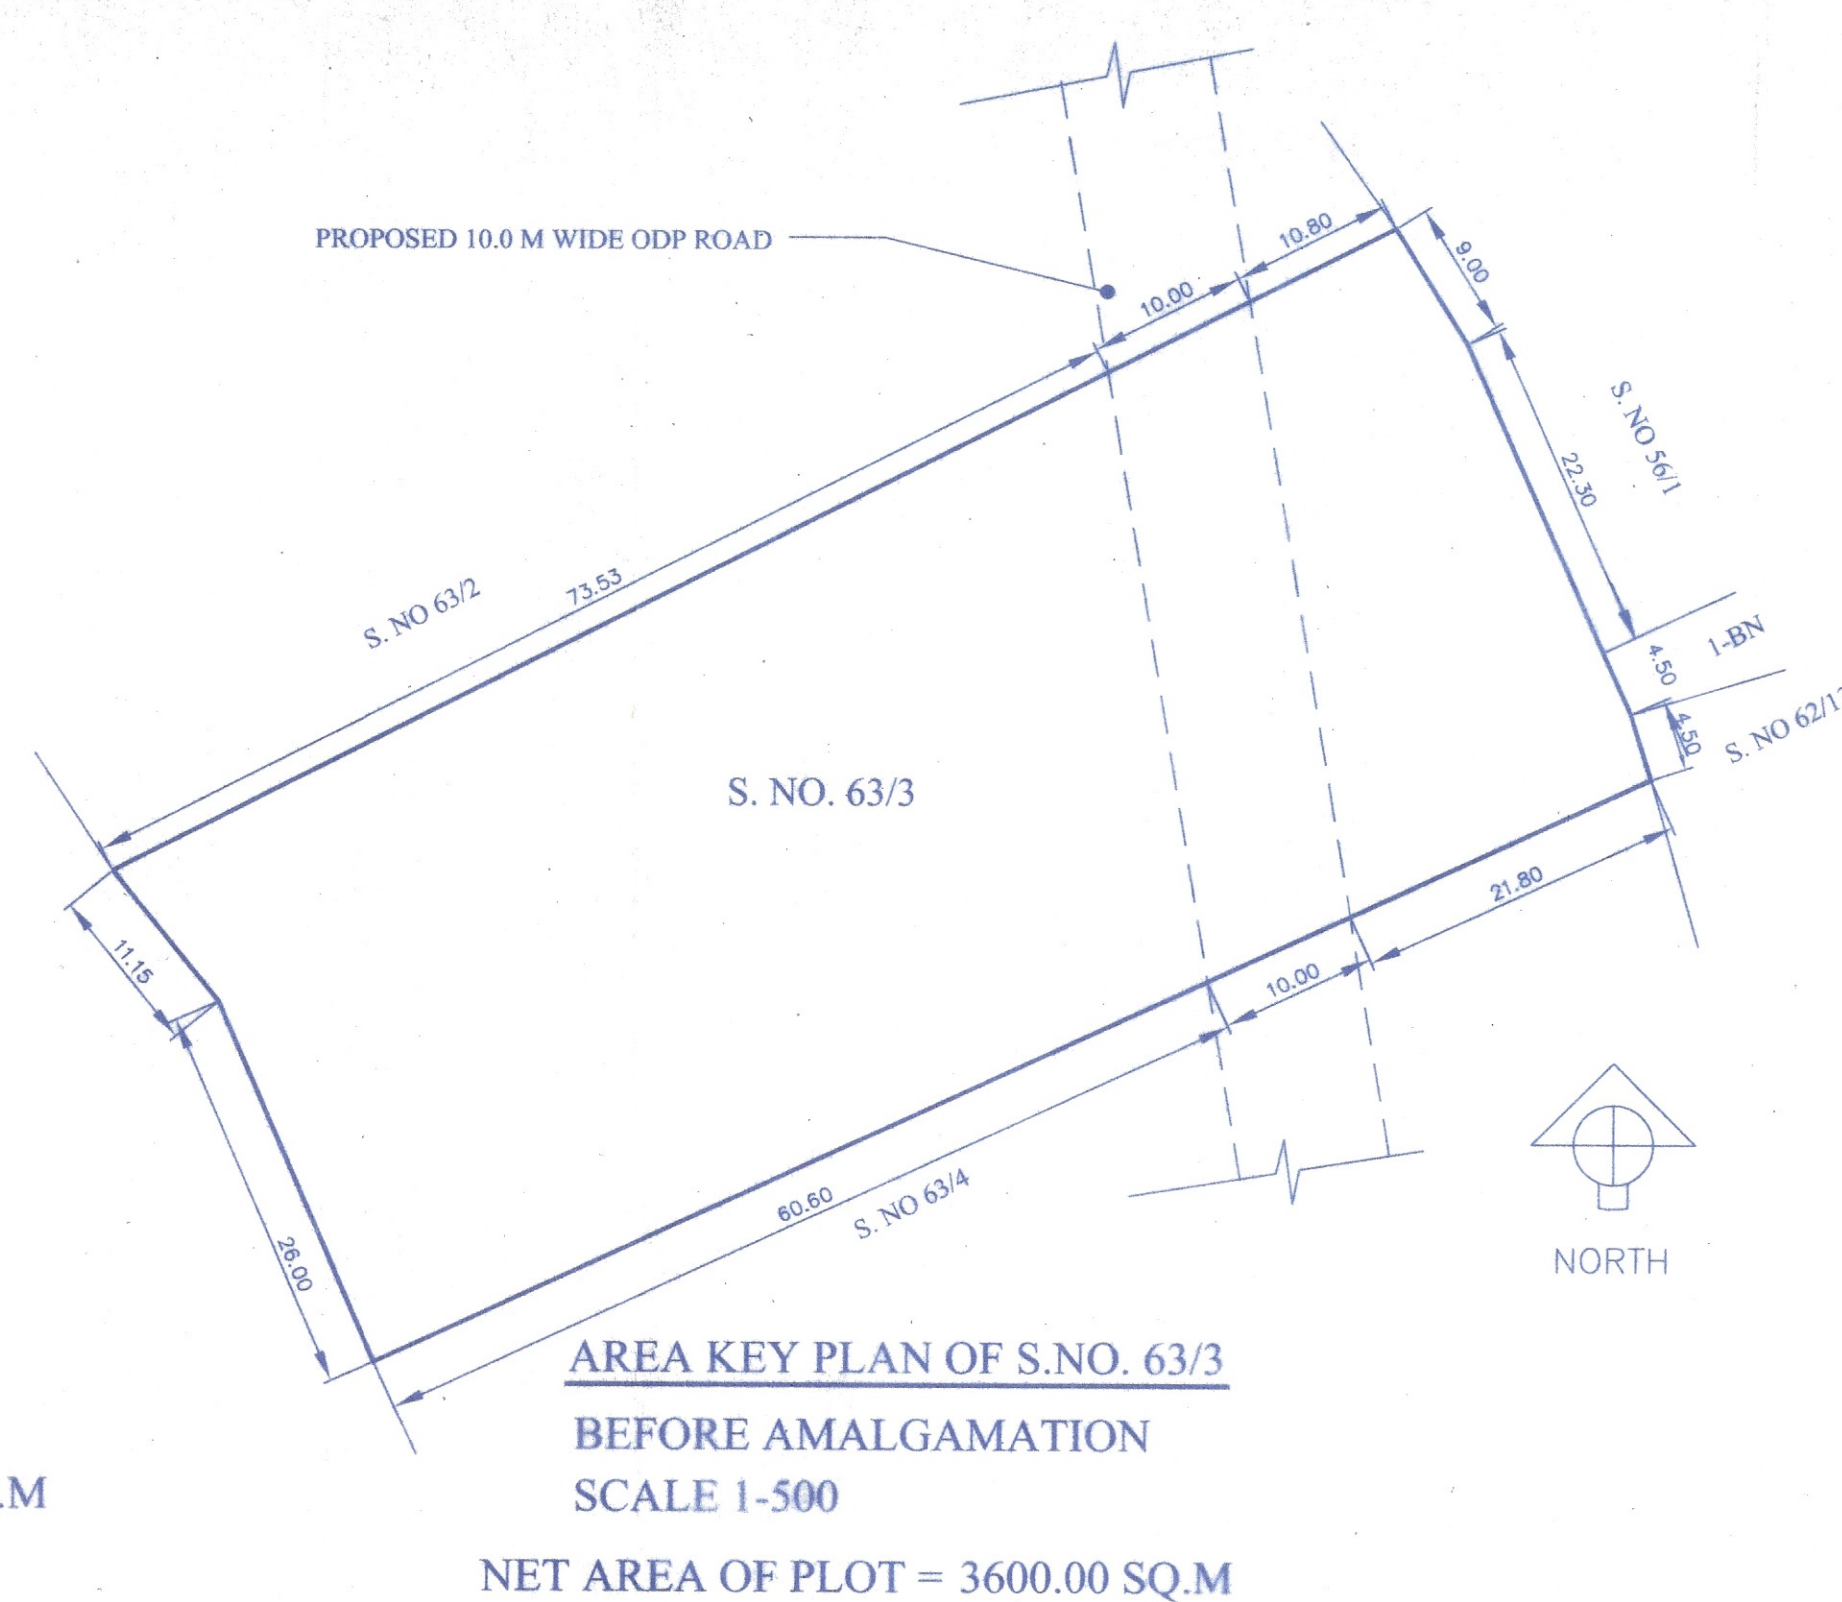 PROPOSED 10.0 M WIDE ODP ROAD
10.80
10.00
9.00
S. NO 56/1
22.30
S. NO 63/2
73.53
1-BN
4.50
4.50
S. NO 62/1
S. NO. 63/3
11.15
21.80
10.00
60.60
S. NO 63/4
26.00
NORTH
AREA KEY PLAN OF S.NO. 63/3
BEFORE AMALGAMATION
SCALE 1-500
.M
NET AREA OF PLOT = 3600.00 SQ.M